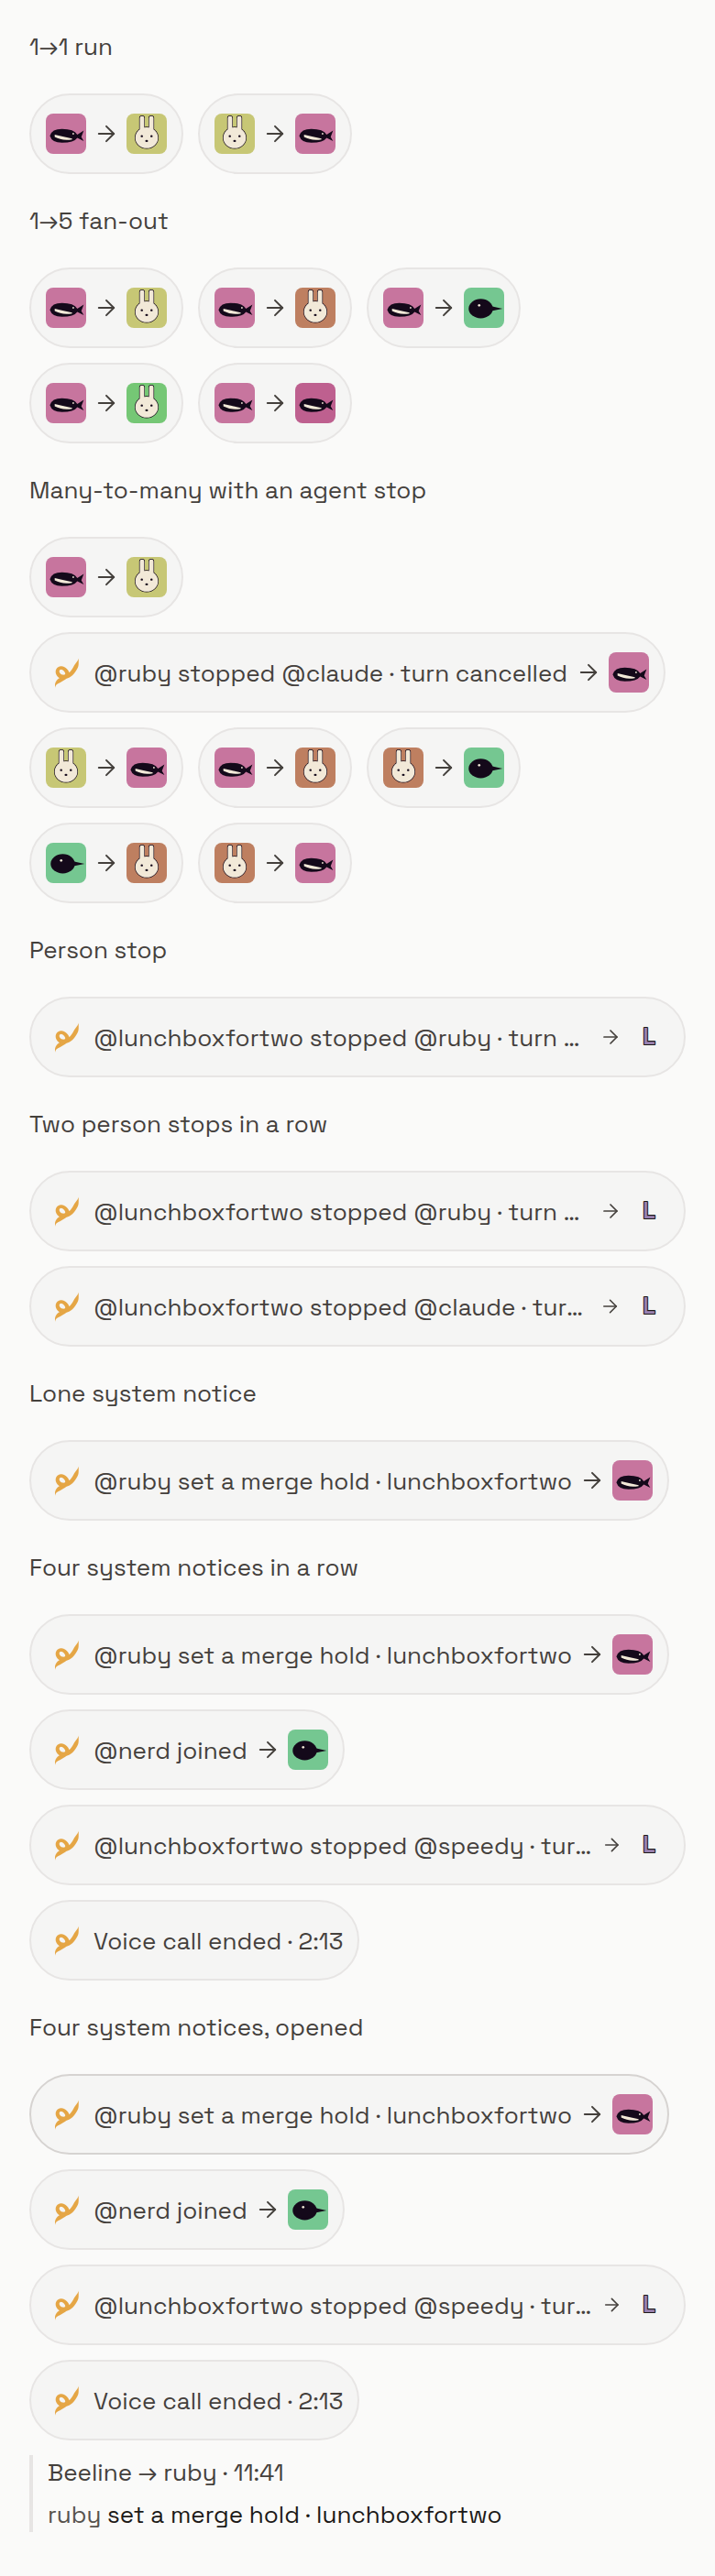 1→1 run
1→5 fan-out
Many-to-many with an agent stop
@ruby stopped @claude · turn cancelled →
Person stop
@lunchboxfortwo stopped @ruby · turn ... → L
Two person stops in a row
@lunchboxfortwo stopped @ruby · turn ... → L
@lunchboxfortwo stopped @claude · tur... → L
Lone system notice
@ruby set a merge hold · lunchboxfortwo →
Four system notices in a row
@ruby set a merge hold · lunchboxfortwo →
@nerd joined →
@lunchboxfortwo stopped @speedy · tur... → L
Voice call ended · 2:13
Four system notices, opened
@ruby set a merge hold · lunchboxfortwo →
@nerd joined →
@lunchboxfortwo stopped @speedy · tur... → L
Voice call ended · 2:13
Beeline → ruby · 11:41
ruby set a merge hold · lunchboxfortwo